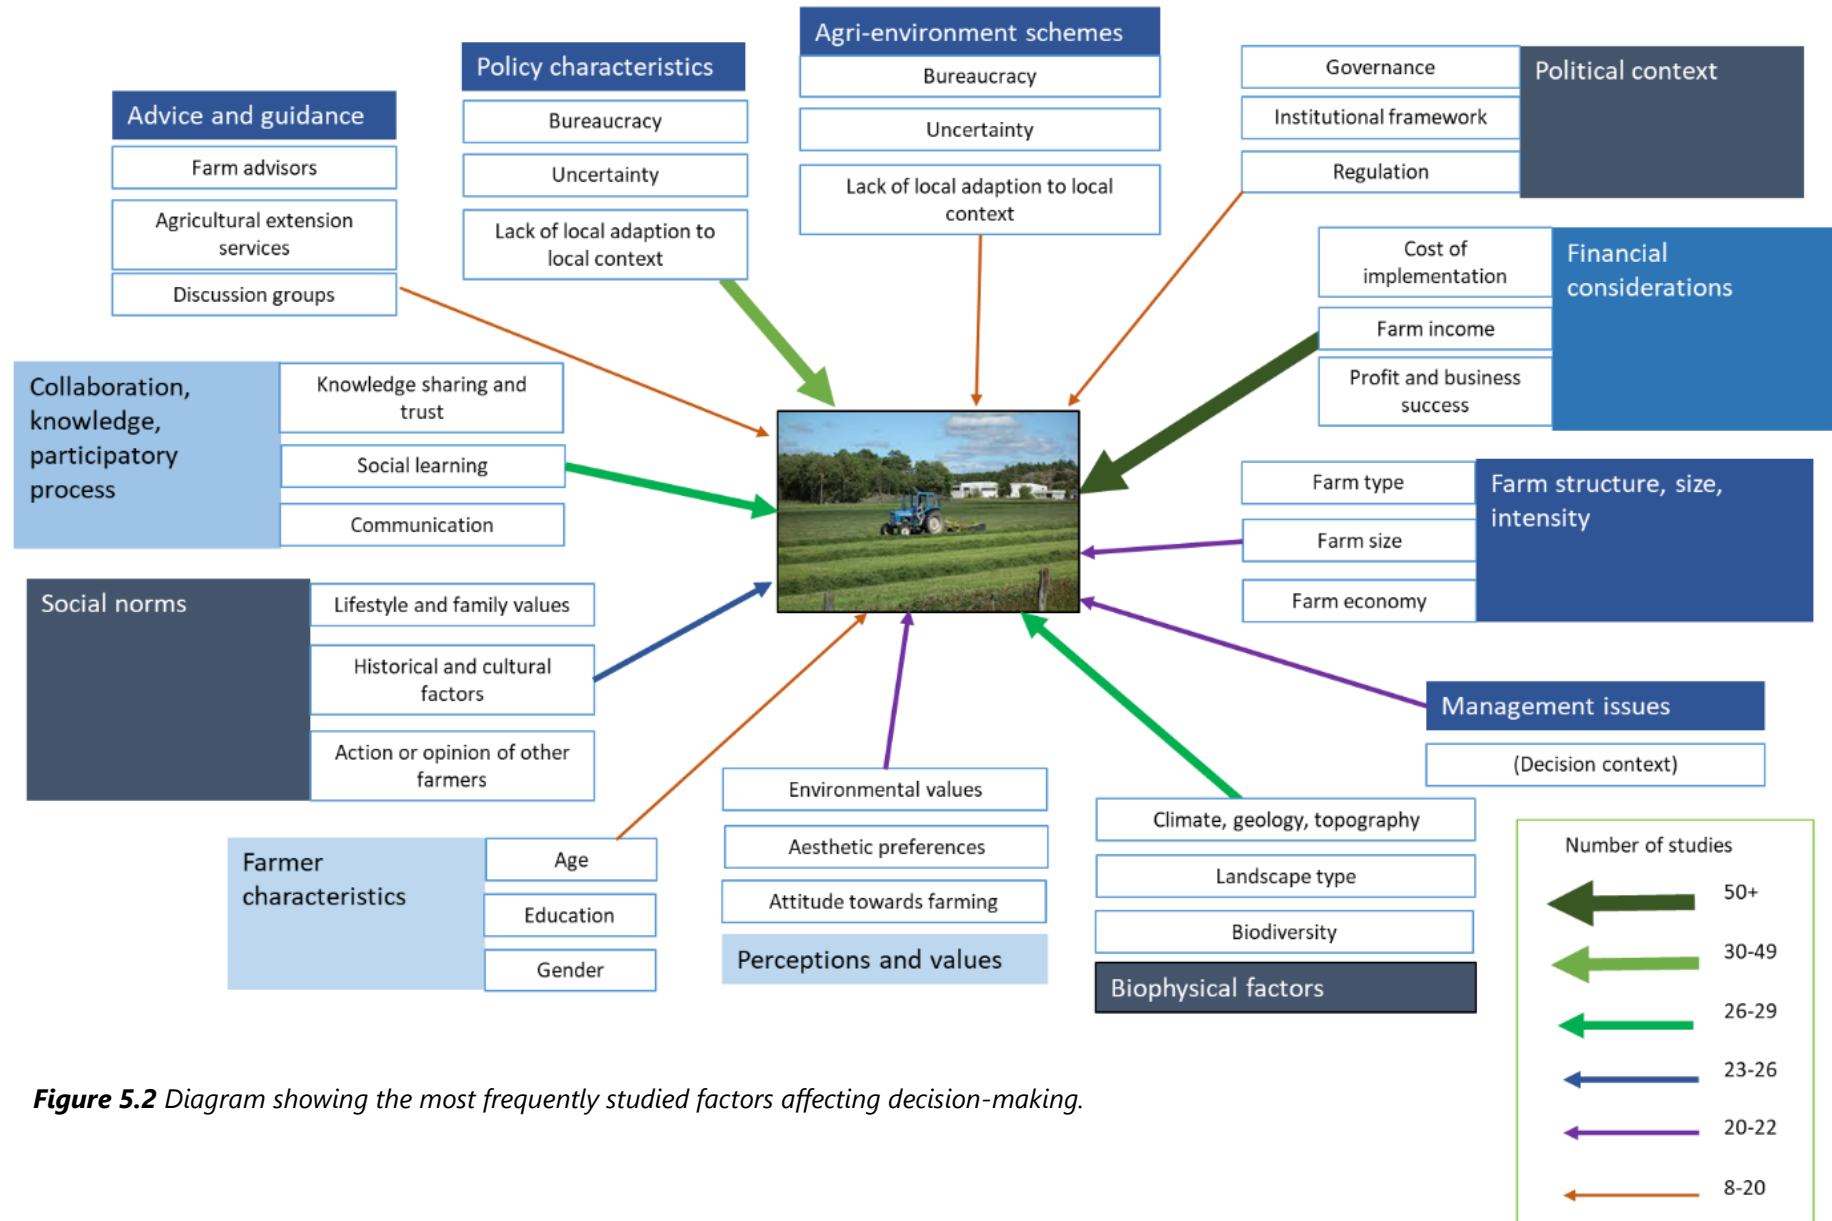 Agri-environment schemes
Bureaucracy
Uncertainty
Lack of local adaption to local
context
Policy characteristics
Bureaucracy
Uncertainty
Lack of local adaption to
local context
Advice and guidance
Farm advisors
Agricultural extension
services
Discussion groups
Political context
Governance
Institutional framework
Regulation
Financial
considerations
Cost of
implementation
Farm income
Profit and business
success
Collaboration,
knowledge,
participatory
process
Knowledge sharing and
trust
Social learning
Communication
Farm structure, size,
intensity
Farm type
Farm size
Farm economy
Social norms
Lifestyle and family values
Historical and cultural
factors
Action or opinion of other
farmers
Management issues
(Decision context)
Farmer
characteristics
Age
Education
Gender
Environmental values
Aesthetic preferences
Attitude towards farming
Perceptions and values
Climate, geology, topography
Landscape type
Biodiversity
Biophysical factors
Number of studies
50+
30-49
26-29
23-26
20-22
8-20
Figure 5.2 Diagram showing the most frequently studied factors affecting decision-making.